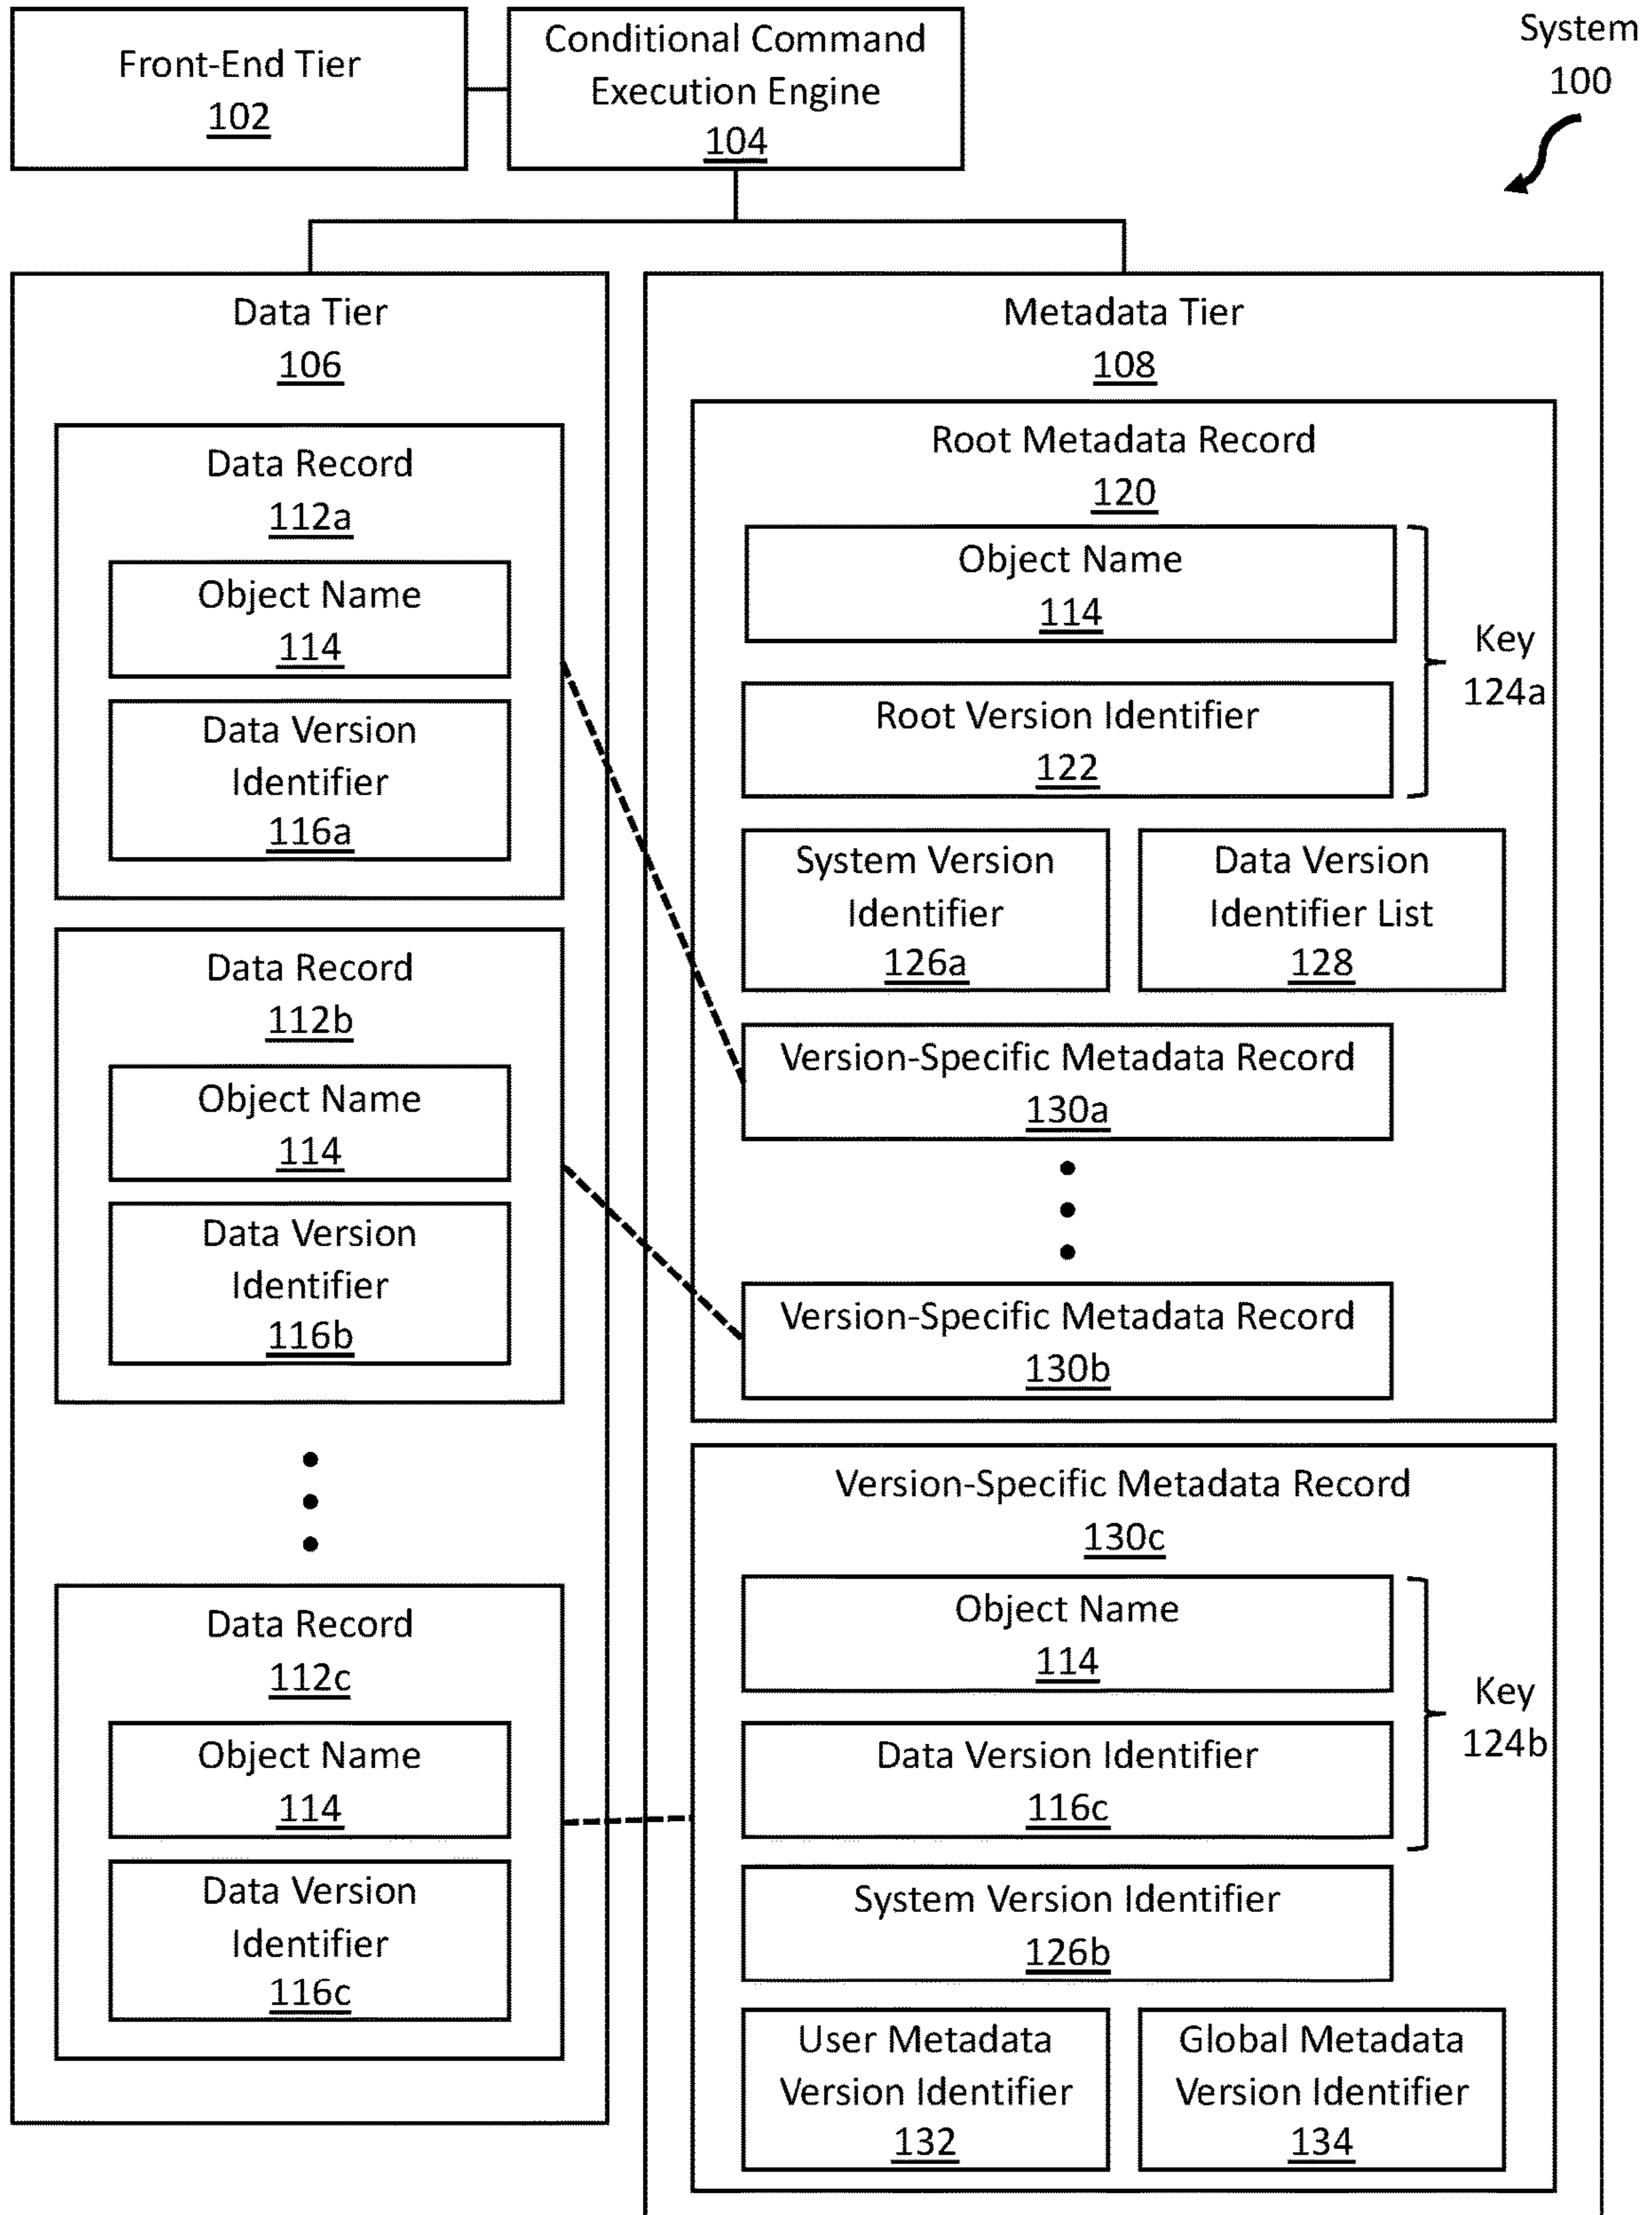 Front-End Tier
102
Conditional Command
Execution Engine
104
System
100
Data Tier
106
Data Record
112a
Object Name
114
Data Version
Identifier
116a
Data Record
112b
Object Name
114
Data Version
Identifier
116b
Data Record
112c
Object Name
114
Data Version
Identifier
116c
Metadata Tier
108
Root Metadata Record
120
Object Name
114
Root Version Identifier
122
Key
124a
System Version
Identifier
126a
Data Version
Identifier List
128
Version-Specific Metadata Record
130a
Version-Specific Metadata Record
130b
Version-Specific Metadata Record
130c
Object Name
114
Data Version Identifier
116c
Key
124b
System Version Identifier
126b
User Metadata
Version Identifier
132
Global Metadata
Version Identifier
134